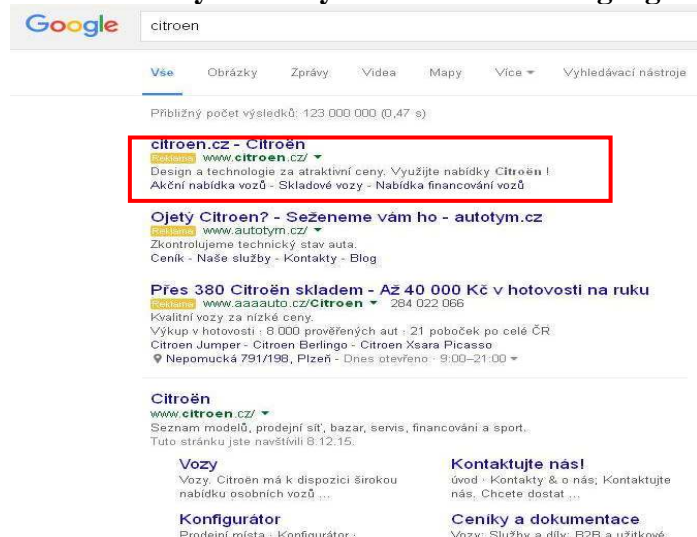 Google citroen
Vše Obrázky Zprávy Videa Mapy Více Vyhledávací nástroje
Přibližný počet výsledků: 123 000 000 (0,47 s)
citroen.cz - Citroën
Reklama www.citroen.cz/
Design a technologie za atraktivní ceny. Využijte nabídky Citroën !
Akční nabídka vozů - Skladové vozy - Nabídka financování vozů
Ojetý Citroen? - Seženeme vám ho - autotym.cz
Reklama www.autotym.cz/
Zkontrolujeme technický stav auta.
Ceník - Naše služby - Kontakty - Blog
Přes 380 Citroën skladem - Až 40 000 Kč v hotovosti na ruku
Reklama www.aaaauto.cz/Citroen 284 022 066
Kvalitní vozy za nízké ceny.
Výkup v hotovosti · 8 000 prověřených aut · 21 poboček po celé ČR
Citroen Jumper - Citroen Berlingo - Citroen Xsara Picasso
Nepomucká 791/198, Plzeň - Dnes otevřeno · 9:00–21:00
Citroën
www.citroen.cz/
Seznam modelů, prodejní síť, bazar, servis, financování a sport.
Tuto stránku jste navštívili 8.12.15.
Vozy
Vozy. Citroën má k dispozici širokou
nabídku osobních vozů ...
Kontaktujte nás!
úvod · Kontakty & o nás; Kontaktujte
nás. Chcete dostat ...
Konfigurátor
Prodejní místa · Konfigurátor ·
Ceníky a dokumentace
Vozy; Služby a díly; B2B a užitkové